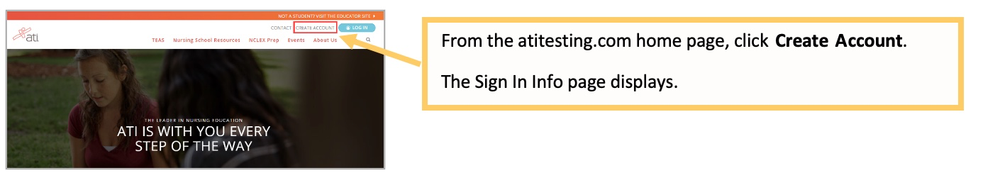 NOT A STUDENT? VISIT THE EDUCATOR SITE
CONTACT CREATE ACCOUNT LOG IN
ati
TEAS Nursing School Resources NCLEX Prep Events About Us
THE LEADER IN NURSING EDUCATION
ATI IS WITH YOU EVERY
STEP OF THE WAY
From the atitesting.com home page, click Create Account.
The Sign In Info page displays.